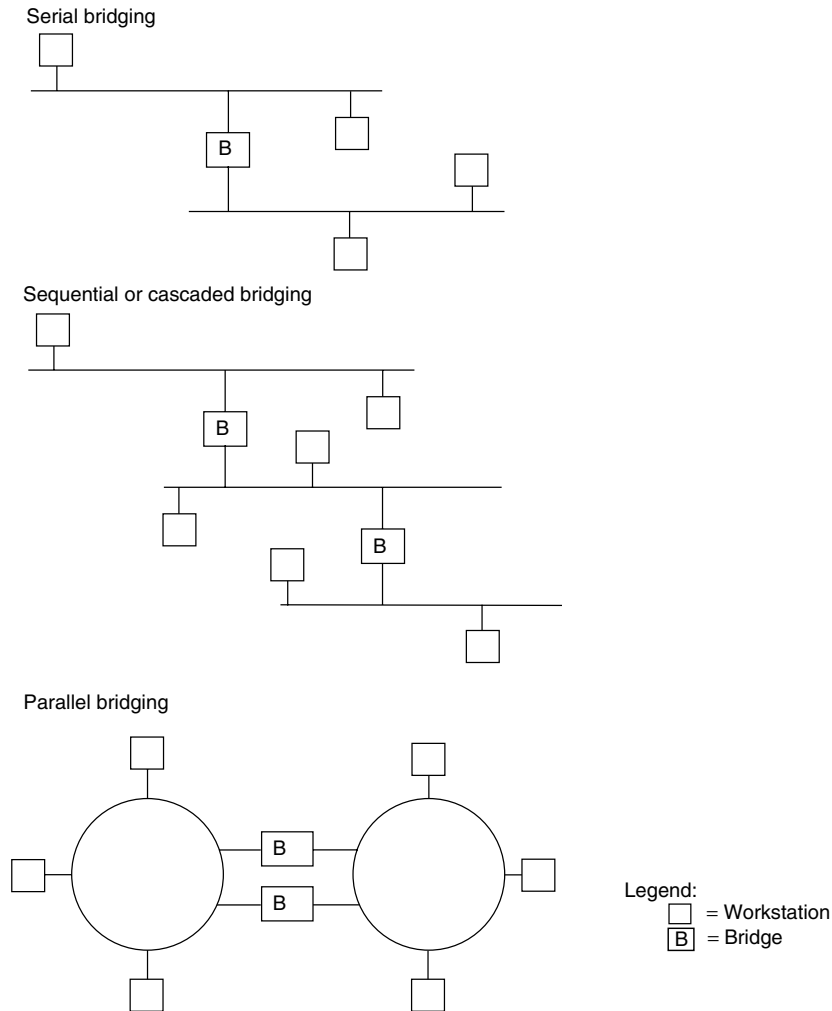 Serial bridging
B
Sequential or cascaded bridging
B
B
Parallel bridging
B
B
Legend:
= Workstation
B = Bridge